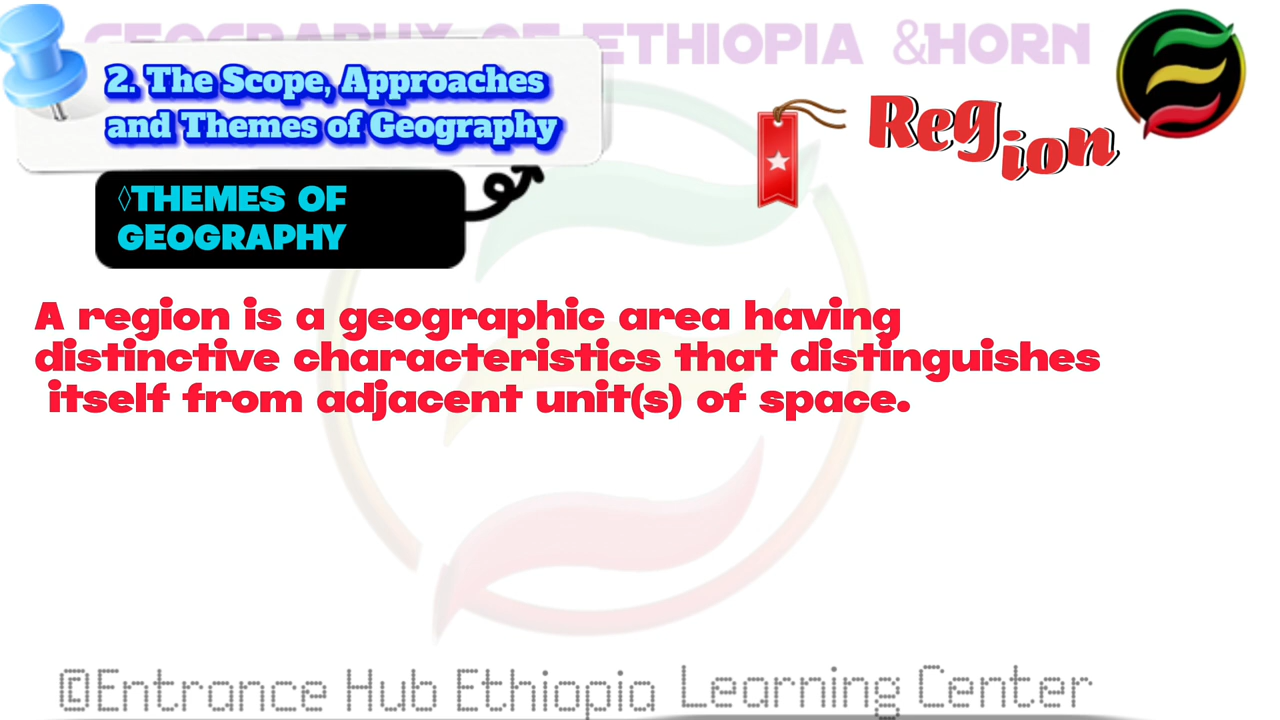 GEOGRAPHY OF ETHIOPIA &HORN
2. The Scope, Approaches
and Themes of Geography
Region
◊THEMES OF
GEOGRAPHY
A region is a geographic area having
distinctive characteristics that distinguishes
itself from adjacent unit(s) of space.
©Entrance Hub Ethiopia Learning Center